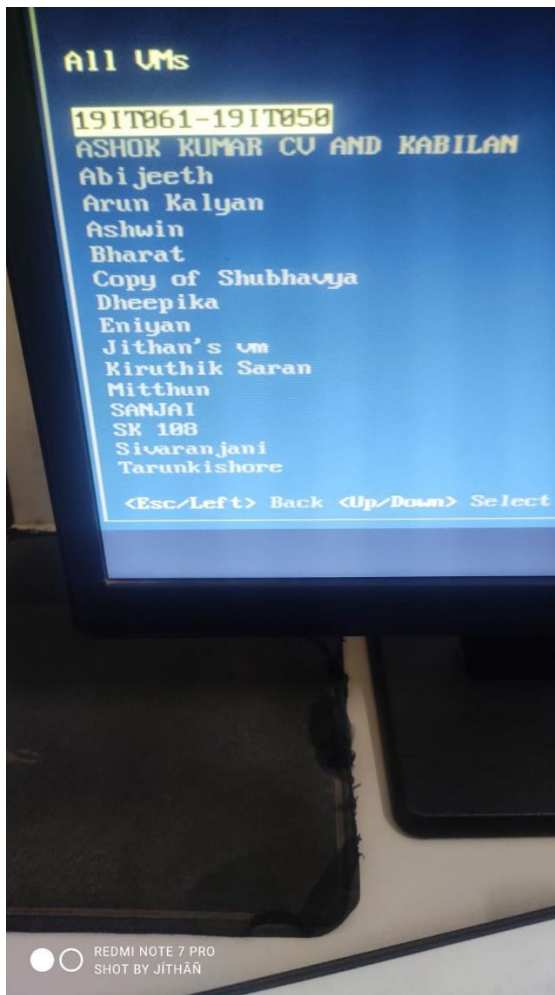 All VMs
19IT061-19IT050
ASHOK KUMAR CV AND KABILAN
Abijeeth
Arun Kalyan
Ashwin
Bharat
Copy of Shubhavya
Dheepika
Eniyan
Jithan's vm
Kiruthik Saran
Mitthun
SANJAI
SK 108
Sivaranjani
Tarunkishore
<Esc/Left> Back <Up/Down> Select
REDMI NOTE 7 PRO
SHOT BY JÍTHÃÑ